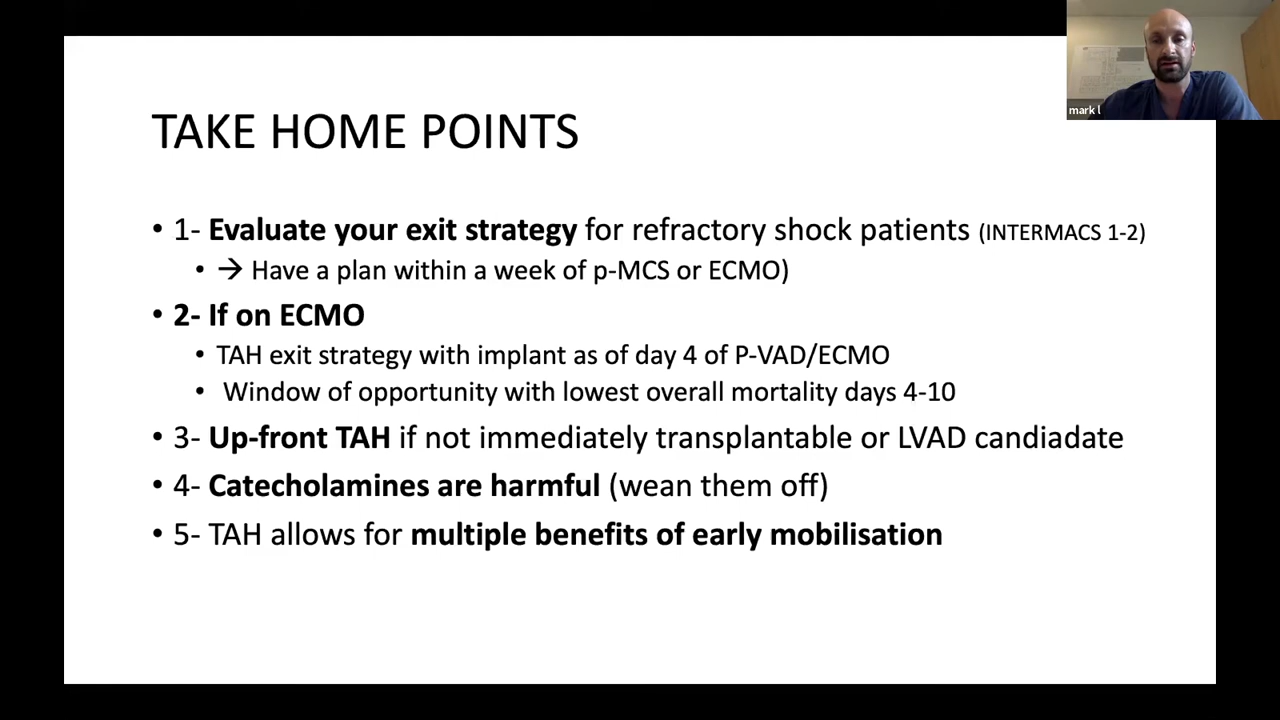 mark l
TAKE HOME POINTS
• 1- Evaluate your exit strategy for refractory shock patients (INTERMACS 1-2)
• → Have a plan within a week of p-MCS or ECMO)
• 2- If on ECMO
• TAH exit strategy with implant as of day 4 of P-VAD/ECMO
• Window of opportunity with lowest overall mortality days 4-10
• 3- Up-front TAH if not immediately transplantable or LVAD candiadate
• 4- Catecholamines are harmful (wean them off)
• 5- TAH allows for multiple benefits of early mobilisation